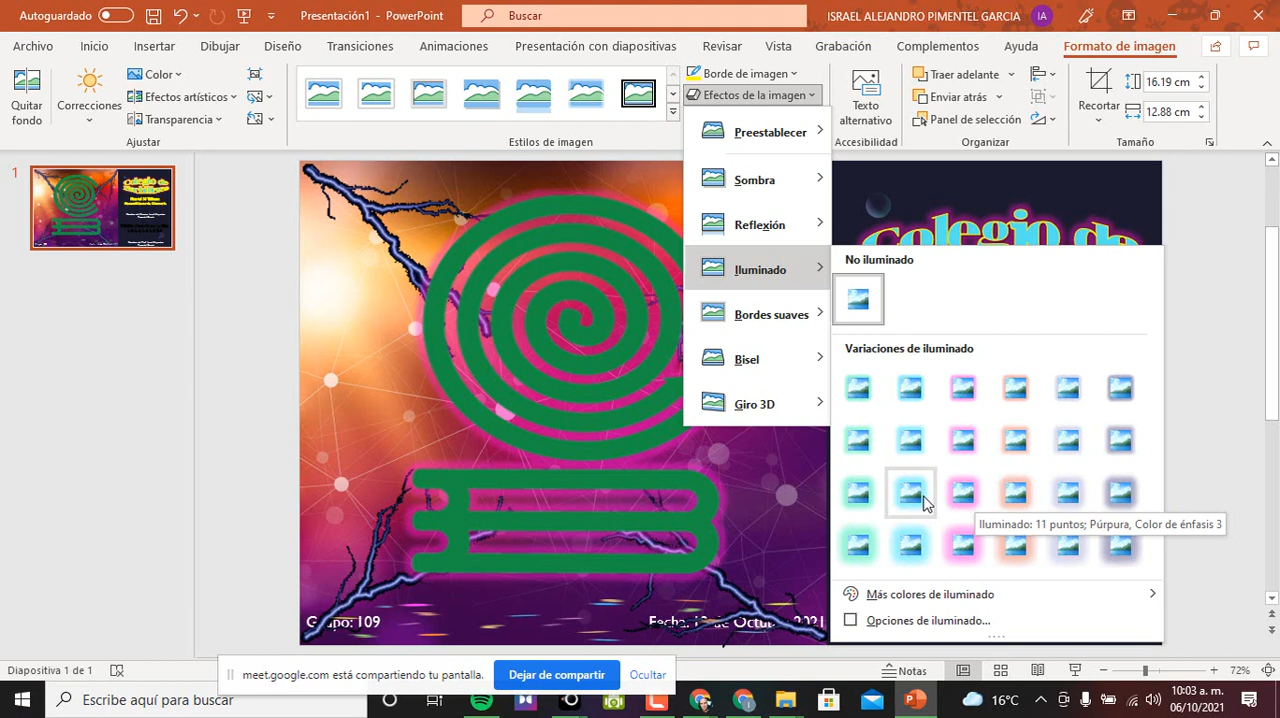 Autoguardado
Presentación1 - PowerPoint
Buscar
ISRAEL ALEJANDRO PIMENTEL GARCIA
IA
Archivo
Inicio
Insertar
Dibujar
Diseño
Transiciones
Animaciones
Presentación con diapositivas
Revisar
Vista
Grabación
Complementos
Ayuda
Formato de imagen
Quitar fondo
Correcciones
Color
Efectos artísticos
Transparencia
Ajustar
Estilos de imagen
Borde de imagen
Efectos de la imagen
Texto alternativo
Accesibilidad
Traer adelante
Enviar atrás
Panel de selección
Organizar
Recortar
16.19 cm
12.88 cm
Tamaño
Preestablecer
Sombra
Reflexión
Iluminado
Bordes suaves
Bisel
Giro 3D
No iluminado
Variaciones de iluminado
Iluminado: 11 puntos; Púrpura, Color de énfasis 3
Más colores de iluminado
Opciones de iluminado...
1
Colegio de
Grupo: 109
2021
Diapositiva 1 de 1
Notas
72%
meet.google.com está compartiendo tu pantalla.
Dejar de compartir
Ocultar
Escribe aquí para buscar
16°C
10:03 a. m.
06/10/2021